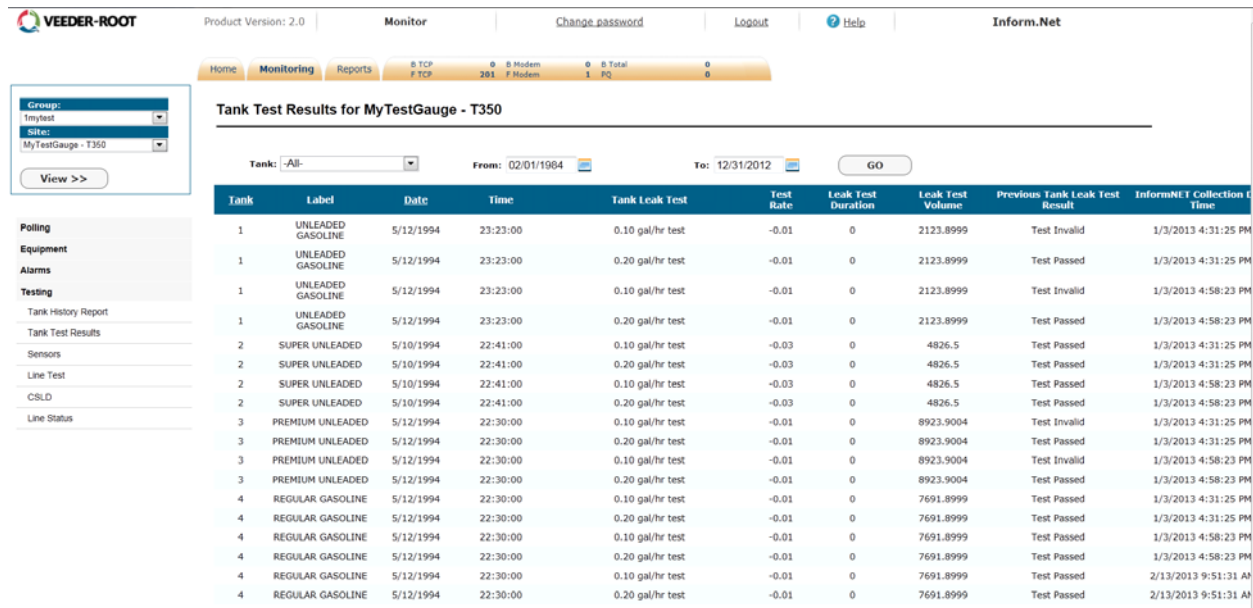 VEEDER-ROOT Product Version: 2.0 Monitor Change password Logout Help Inform.Net
Home Monitoring Reports B TCP 0 B Modem 0 B Total 0
F TCP 201 F Modem 1 PQ 0
Group:
1mytest
Site:
MyTestGauge - T350
View >>
Polling
Equipment
Alarms
Testing
Tank History Report
Tank Test Results
Sensors
Line Test
CSLD
Line Status
Tank Test Results for MyTestGauge - T350
Tank: -All- From: 02/01/1984 To: 12/31/2012 GO
Tank Label Date Time Tank Leak Test Test Rate Leak Test Duration Leak Test Volume Previous Tank Leak Test Result InformNET Collection D Time
1 UNLEADED GASOLINE 5/12/1994 23:23:00 0.10 gal/hr test -0.01 0 2123.8999 Test Invalid 1/3/2013 4:31:25 PM
1 UNLEADED GASOLINE 5/12/1994 23:23:00 0.20 gal/hr test -0.01 0 2123.8999 Test Passed 1/3/2013 4:31:25 PM
1 UNLEADED GASOLINE 5/12/1994 23:23:00 0.10 gal/hr test -0.01 0 2123.8999 Test Invalid 1/3/2013 4:58:23 PM
1 UNLEADED GASOLINE 5/12/1994 23:23:00 0.20 gal/hr test -0.01 0 2123.8999 Test Passed 1/3/2013 4:58:23 PM
2 SUPER UNLEADED 5/10/1994 22:41:00 0.10 gal/hr test -0.03 0 4826.5 Test Passed 1/3/2013 4:31:25 PM
2 SUPER UNLEADED 5/10/1994 22:41:00 0.20 gal/hr test -0.03 0 4826.5 Test Passed 1/3/2013 4:31:25 PM
2 SUPER UNLEADED 5/10/1994 22:41:00 0.10 gal/hr test -0.03 0 4826.5 Test Passed 1/3/2013 4:58:23 PM
2 SUPER UNLEADED 5/10/1994 22:41:00 0.20 gal/hr test -0.03 0 4826.5 Test Passed 1/3/2013 4:58:23 PM
3 PREMIUM UNLEADED 5/12/1994 22:30:00 0.10 gal/hr test -0.01 0 8923.9004 Test Invalid 1/3/2013 4:31:25 PM
3 PREMIUM UNLEADED 5/12/1994 22:30:00 0.20 gal/hr test -0.01 0 8923.9004 Test Passed 1/3/2013 4:31:25 PM
3 PREMIUM UNLEADED 5/12/1994 22:30:00 0.10 gal/hr test -0.01 0 8923.9004 Test Invalid 1/3/2013 4:58:23 PM
3 PREMIUM UNLEADED 5/12/1994 22:30:00 0.20 gal/hr test -0.01 0 8923.9004 Test Passed 1/3/2013 4:58:23 PM
4 REGULAR GASOLINE 5/12/1994 22:30:00 0.10 gal/hr test -0.01 0 7691.8999 Test Passed 1/3/2013 4:31:25 PM
4 REGULAR GASOLINE 5/12/1994 22:30:00 0.20 gal/hr test -0.01 0 7691.8999 Test Passed 1/3/2013 4:31:25 PM
4 REGULAR GASOLINE 5/12/1994 22:30:00 0.10 gal/hr test -0.01 0 7691.8999 Test Passed 1/3/2013 4:58:23 PM
4 REGULAR GASOLINE 5/12/1994 22:30:00 0.20 gal/hr test -0.01 0 7691.8999 Test Passed 1/3/2013 4:58:23 PM
4 REGULAR GASOLINE 5/12/1994 22:30:00 0.10 gal/hr test -0.01 0 7691.8999 Test Passed 2/13/2013 9:51:31 AM
4 REGULAR GASOLINE 5/12/1994 22:30:00 0.20 gal/hr test -0.01 0 7691.8999 Test Passed 2/13/2013 9:51:31 AM